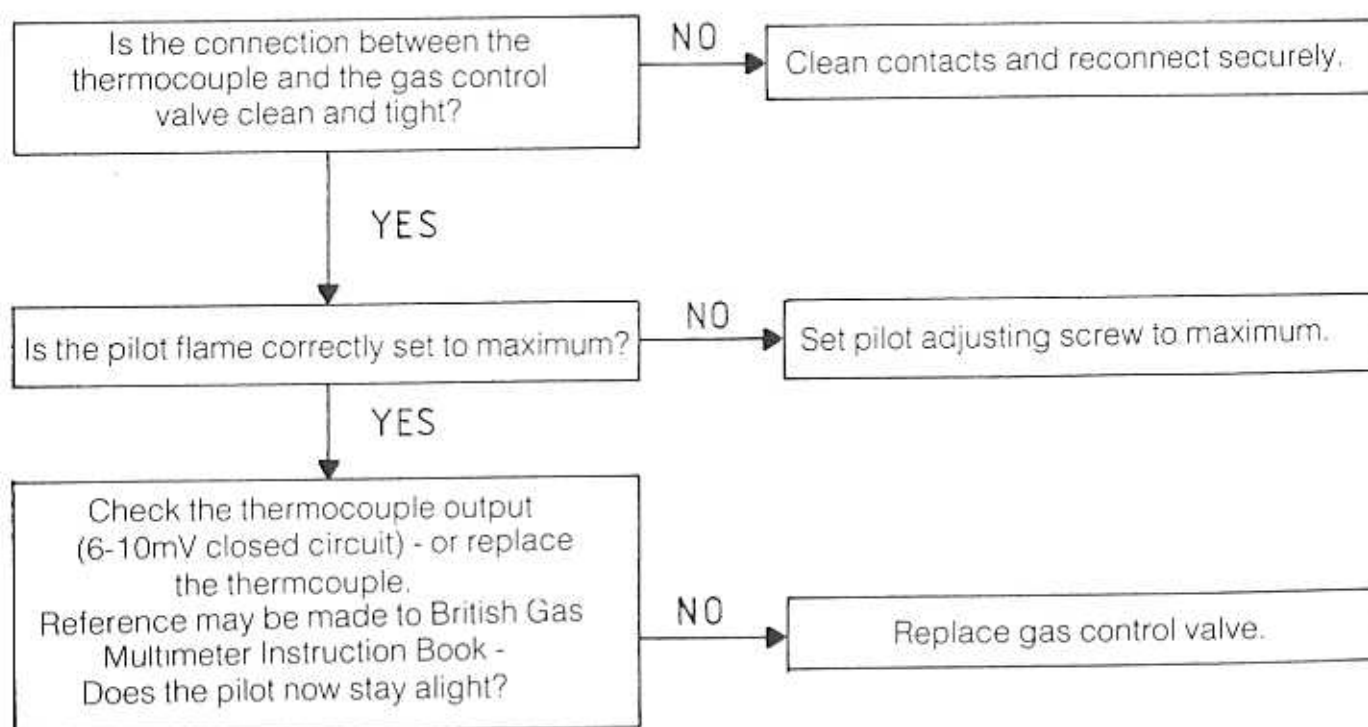 Is the connection between the
thermocouple and the gas control
valve clean and tight?
NO
Clean contacts and reconnect securely.
YES
Is the pilot flame correctly set to maximum?
NO
Set pilot adjusting screw to maximum.
YES
Check the thermocouple output
(6-10mV closed circuit) - or replace
the thermcouple.
Reference may be made to British Gas
Multimeter Instruction Book -
Does the pilot now stay alight?
NO
Replace gas control valve.